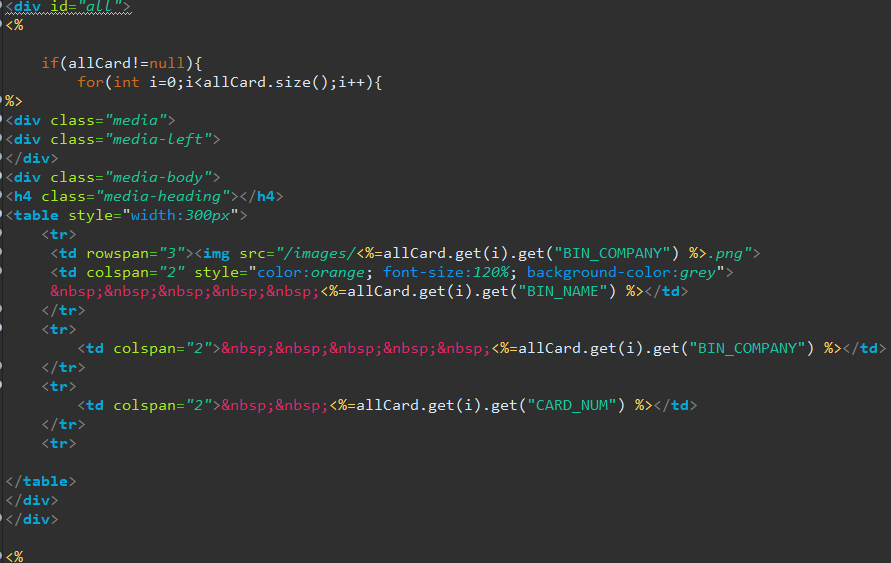 <div id="all">
<%
if(allCard!=null){
for(int i=0;i<allCard.size();i++){
%>
<div class="media">
<div class="media-left">
</div>
<div class="media-body">
<h4 class="media-heading"></h4>
<table style="width:300px">
<tr>
<td rowspan="3"><img src="/images/<%=allCard.get(i).get("BIN_COMPANY") %>.png">
<td colspan="2" style="color:orange; font-size:120%; background-color:grey">
&nbsp;&nbsp;&nbsp;&nbsp;&nbsp;<%=allCard.get(i).get("BIN_NAME") %></td>
</tr>
<tr>
<td colspan="2">&nbsp;&nbsp;&nbsp;&nbsp;&nbsp;<%=allCard.get(i).get("BIN_COMPANY") %></td>
</tr>
<tr>
<td colspan="2">&nbsp;&nbsp;<%=allCard.get(i).get("CARD_NUM") %></td>
</tr>
<tr>
</table>
</div>
</div>
<%